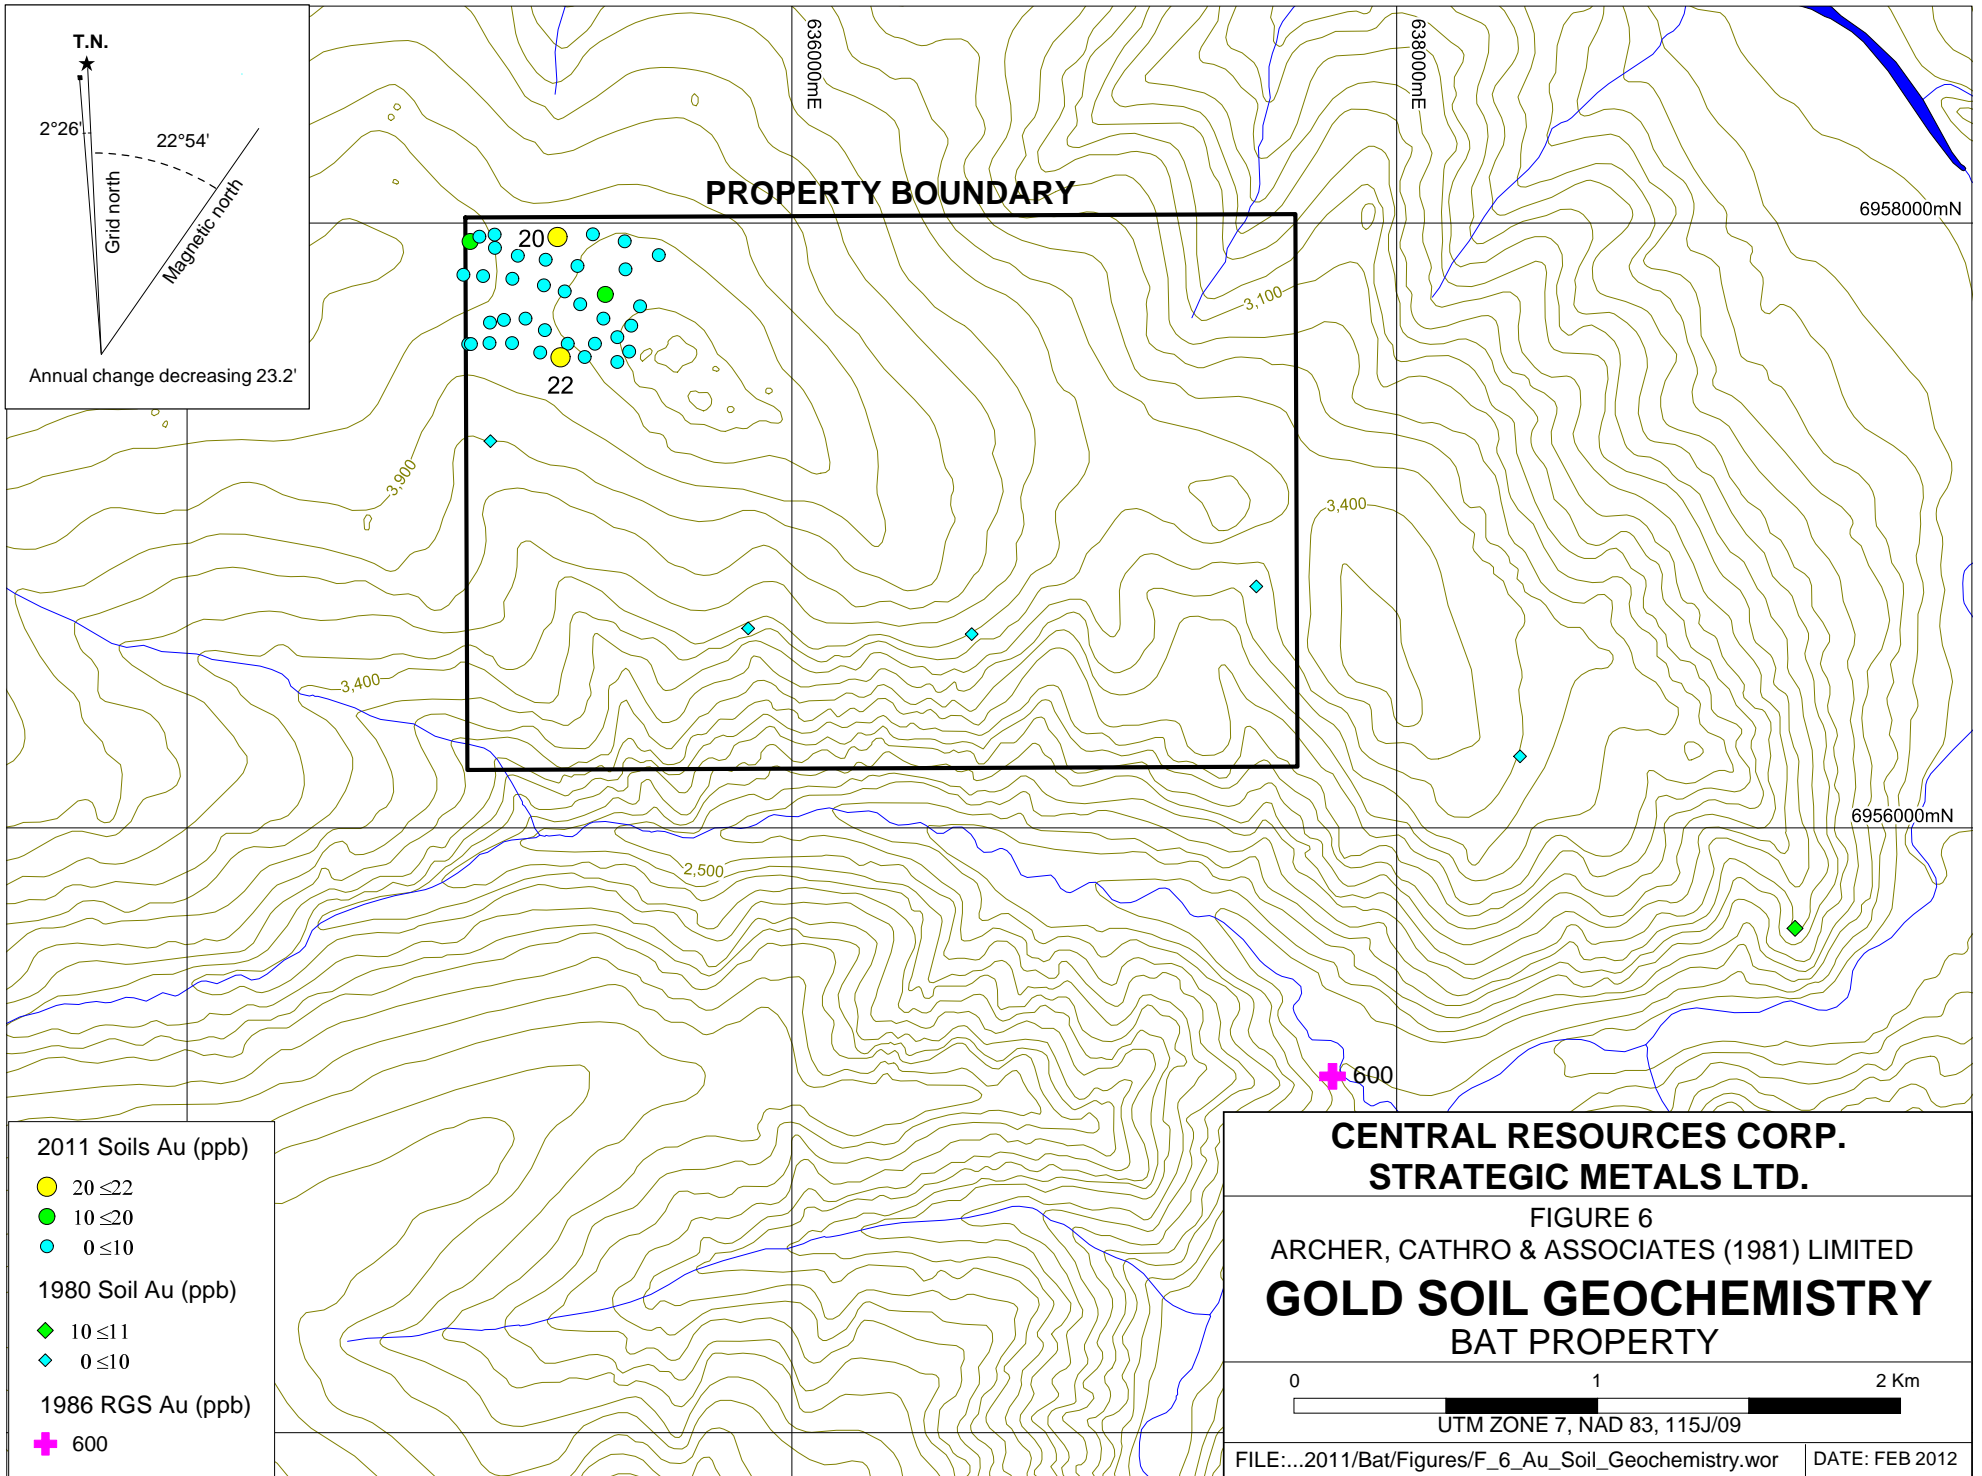 T.N.
2°26'
22°54'
Grid north
Magnetic north
Annual change decreasing 23.2'
636000mE
638000mE
PROPERTY BOUNDARY
6958000mN
20
3,100
22
3,900
3,400
3,400
6956000mN
2,500
600
2011 Soils Au (ppb)
20 ≤22
10 ≤20
0 ≤10
1980 Soil Au (ppb)
10 ≤11
0 ≤10
1986 RGS Au (ppb)
600
CENTRAL RESOURCES CORP.
STRATEGIC METALS LTD.
FIGURE 6
ARCHER, CATHRO & ASSOCIATES (1981) LIMITED
GOLD SOIL GEOCHEMISTRY
BAT PROPERTY
0 1 2 Km
UTM ZONE 7, NAD 83, 115J/09
FILE:...2011/Bat/Figures/F_6_Au_Soil_Geochemistry.wor
DATE: FEB 2012